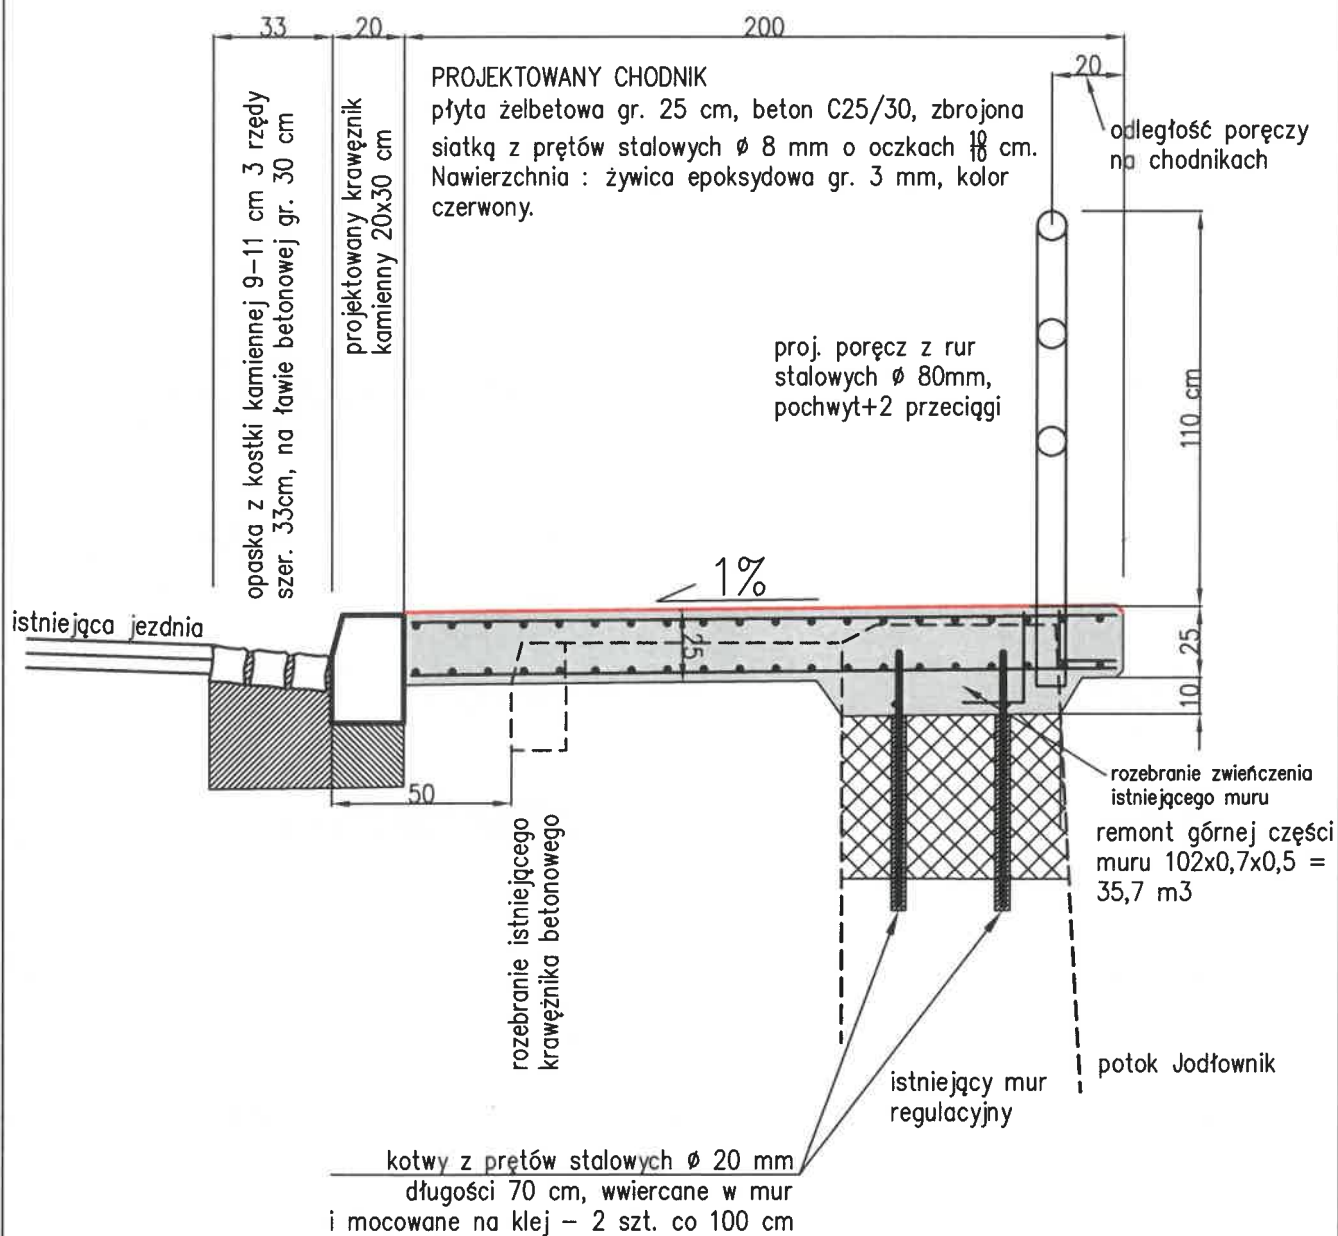 33
20
200
20
PROJEKTOWANY CHODNIK
płyta żelbetowa gr. 25 cm, beton C25/30, zbrojona
siatką z prętów stalowych ø 8 mm o oczkach 10/10 cm.
Nawierzchnia : żywica epoksydowa gr. 3 mm, kolor
czerwony.
odległość poręczy
na chodnikach
opaska z kostki kamiennej 9-11 cm 3 rzędy
szer. 33cm, na ławie betonowej gr. 30 cm
projektowany krawężnik
kamienny 20x30 cm
proj. poręcz z rur
stalowych ø 80mm,
pochwyt+2 przeciągi
110 cm
1%
istniejąca jezdnia
25
25
10
50
rozebranie istniejącego
krawężnika betonowego
rozebranie zwieńczenia
istniejącego muru
remont górnej części
muru 102x0,7x0,5 =
35,7 m3
istniejący mur
regulacyjny
potok Jodłownik
kotwy z prętów stalowych ø 20 mm
długości 70 cm, wwiercane w mur
i mocowane na klej – 2 szt. co 100 cm